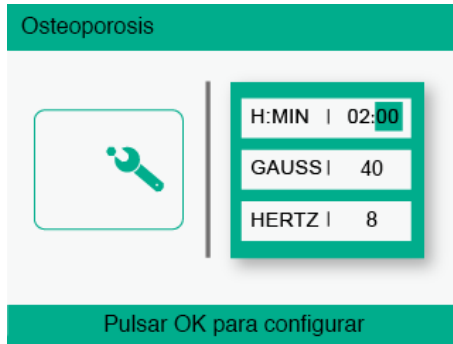 Osteoporosis
H:MIN | 02:00
GAUSS | 40
HERTZ | 8
Pulsar OK para configurar